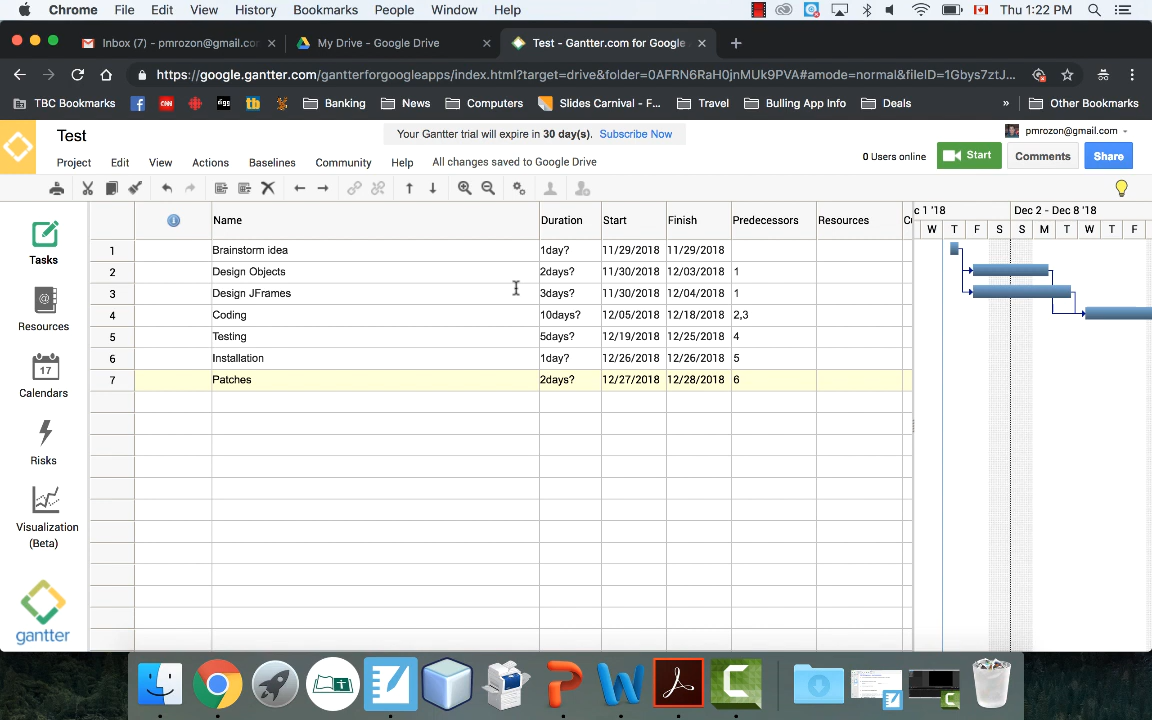 Chrome File Edit View History Bookmarks People Window Help Thu 1:22 PM
Inbox (7) - pmrozon@gmail.co My Drive - Google Drive Test - Gantter.com for Google
https://google.gantter.com/gantterforgoogleapps/index.html?target=drive&folder=0AFRN6RaH0jnMUk9PVA#amode=normal&fileID=1Gbys7ztJ...
TBC Bookmarks Banking News Computers Slides Carnival - F... Travel Bulling App Info Deals » Other Bookmarks
Test
Your Gantter trial will expire in 30 day(s). Subscribe Now
pmrozon@gmail.com
Project Edit View Actions Baselines Community Help All changes saved to Google Drive
0 Users online Start Comments Share
Name Duration Start Finish Predecessors Resources
c 1 '18 Dec 2 - Dec 8 '18
W T F S S M T W T F
1 Brainstorm idea 1day? 11/29/2018 11/29/2018
2 Design Objects 2days? 11/30/2018 12/03/2018 1
3 Design JFrames 3days? 11/30/2018 12/04/2018 1
4 Coding 10days? 12/05/2018 12/18/2018 2,3
5 Testing 5days? 12/19/2018 12/25/2018 4
6 Installation 1day? 12/26/2018 12/26/2018 5
7 Patches 2days? 12/27/2018 12/28/2018 6
Tasks
Resources
17
Calendars
Risks
Visualization
(Beta)
gantter